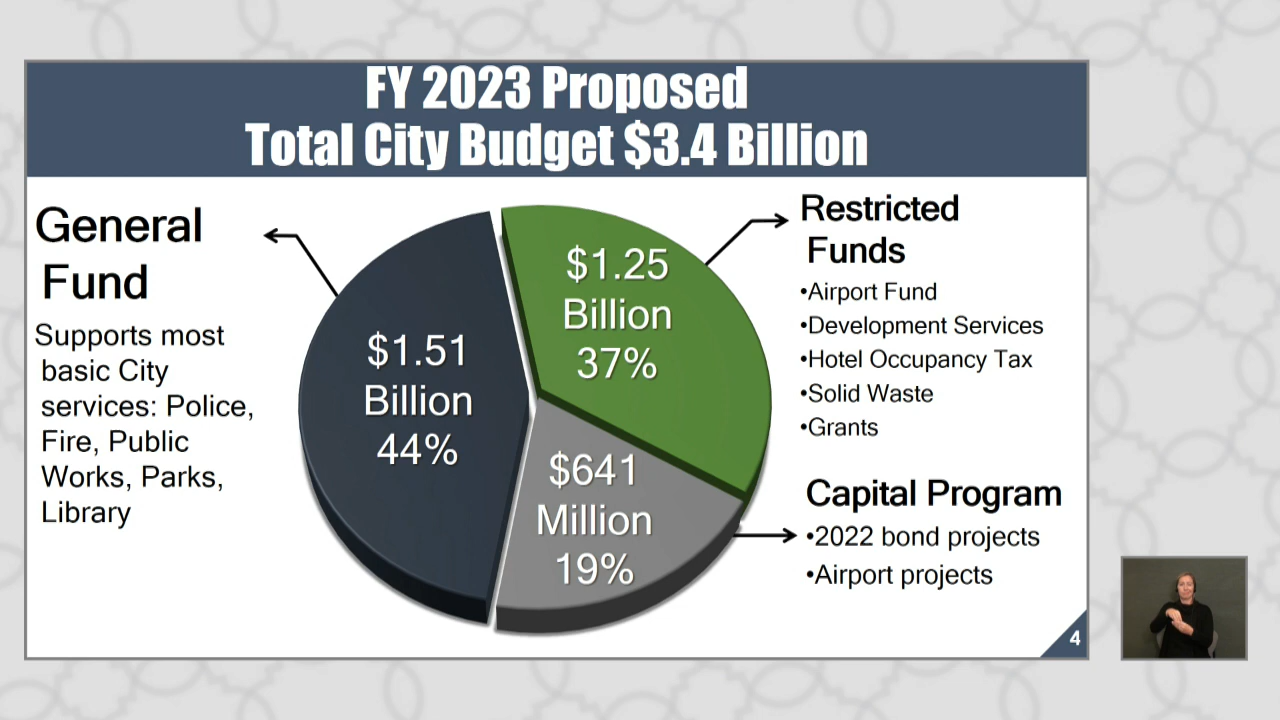 FY 2023 Proposed
Total City Budget $3.4 Billion
General
Fund
Supports most
basic City
services: Police,
Fire, Public
Works, Parks,
Library
$1.51
Billion
44%
$1.25
Billion
37%
$641
Million
19%
Restricted
Funds
•Airport Fund
•Development Services
•Hotel Occupancy Tax
•Solid Waste
•Grants
Capital Program
•2022 bond projects
•Airport projects
4